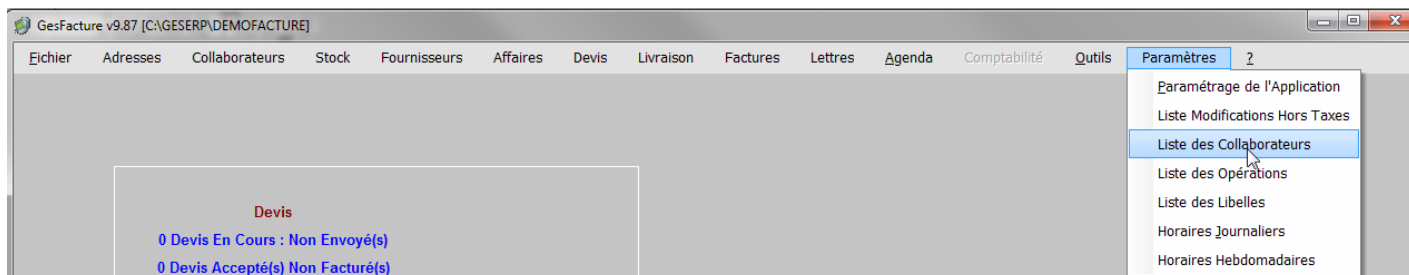 GesFacture v9.87 [C:\GESERP\DEMOFACTURE]
Fichier Adresses Collaborateurs Stock Fournisseurs Affaires Devis Livraison Factures Lettres Agenda Comptabilité Outils Paramètres ?
Paramétrage de l'Application
Liste Modifications Hors Taxes
Liste des Collaborateurs
Liste des Opérations
Liste des Libelles
Horaires Journaliers
Horaires Hebdomadaires
Devis
0 Devis En Cours : Non Envoyé(s)
0 Devis Accepté(s) Non Facturé(s)